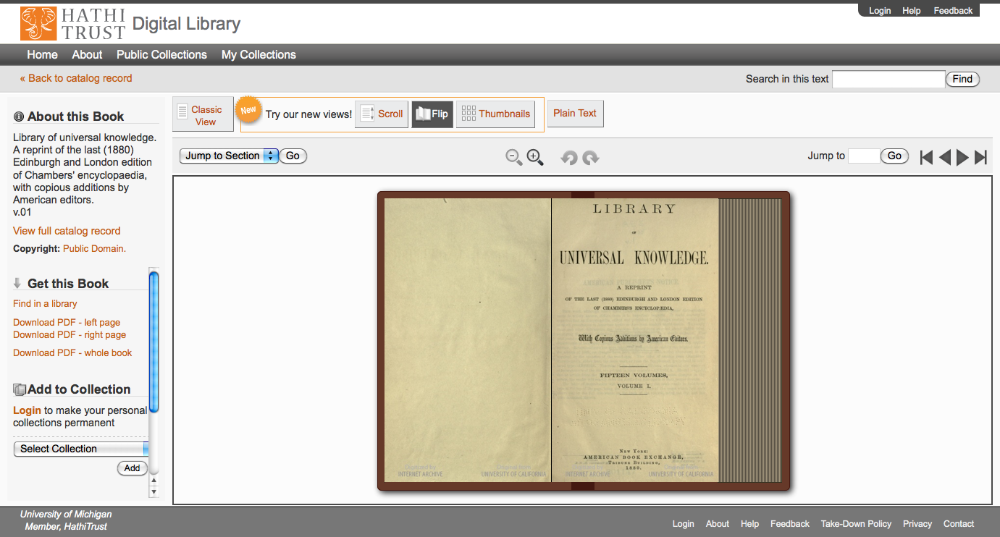 HATHI
TRUST
Digital Library
Login Help Feedback
Home About Public Collections My Collections
« Back to catalog record
Search in this text Find
About this Book
Library of universal knowledge.
A reprint of the last (1880)
Edinburgh and London edition
of Chambers' encyclopaedia,
with copious additions by
American editors.
v.01
View full catalog record
Copyright: Public Domain.
Get this Book
Find in a library
Download PDF - left page
Download PDF - right page
Download PDF - whole book
Add to Collection
Login to make your personal
collections permanent
Select Collection
Add
Classic
View
New
Try our new views!
Scroll
Flip
Thumbnails
Plain Text
Jump to Section Go
Jump to Go
LIBRARY
OF
UNIVERSAL KNOWLEDGE.
A REPRINT
OF THE LAST (1880) EDINBURGH AND LONDON EDITION
OF CHAMBERS'S ENCYCLOPÆDIA,
With Copious Additions by American Editors.
FIFTEEN VOLUMES,
VOLUME I.
NEW YORK:
AMERICAN BOOK EXCHANGE,
TRIBUNE BUILDING,
1880.
Digitized by
INTERNET ARCHIVE
Original from
UNIVERSITY OF CALIFORNIA
Digitized by
INTERNET ARCHIVE
Original from
UNIVERSITY OF CALIFORNIA
University of Michigan
Member, HathiTrust
Login About Help Feedback Take-Down Policy Privacy Contact